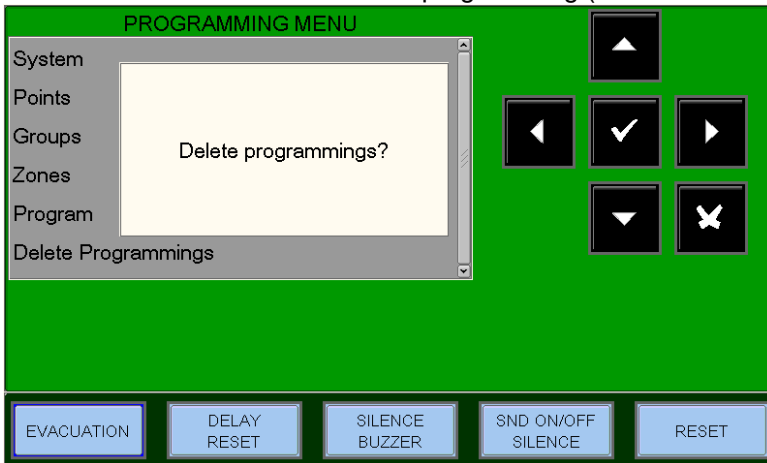 programming (
PROGRAMMING MENU
System
Points
Groups
Zones
Program
Delete Programmings
Delete programmings?
EVACUATION
DELAY
RESET
SILENCE
BUZZER
SND ON/OFF
SILENCE
RESET